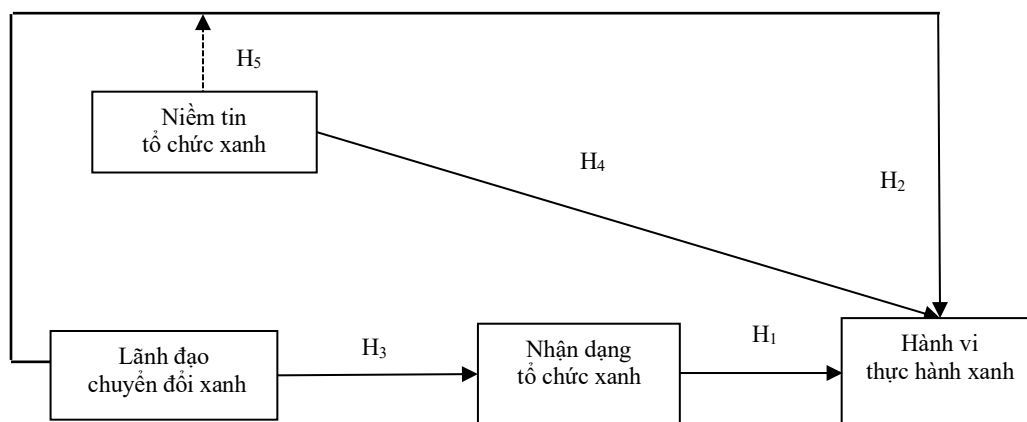 H₅
Niềm tin
tổ chức xanh
H₄
H₂
Lãnh đạo
chuyển đổi xanh
H₃
Nhận dạng
tổ chức xanh
H₁
Hành vi
thực hành xanh